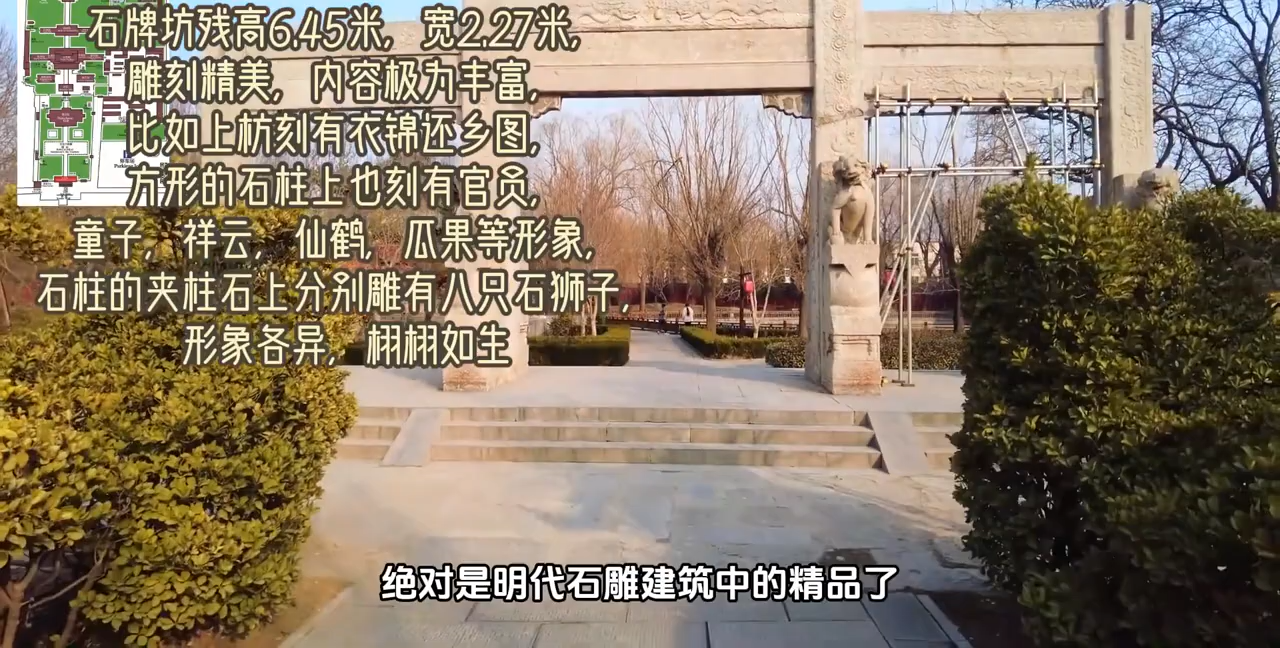 石牌坊残高6.45米，宽2.27米，
雕刻精美，内容极为丰富，
比如上枋刻有衣锦还乡图，
方形的石柱上也刻有官员，
童子，祥云，仙鹤，瓜果等形象，
石柱的夹柱石上分别雕有八只石狮子，
形象各异，栩栩如生
绝对是明代石雕建筑中的精品了